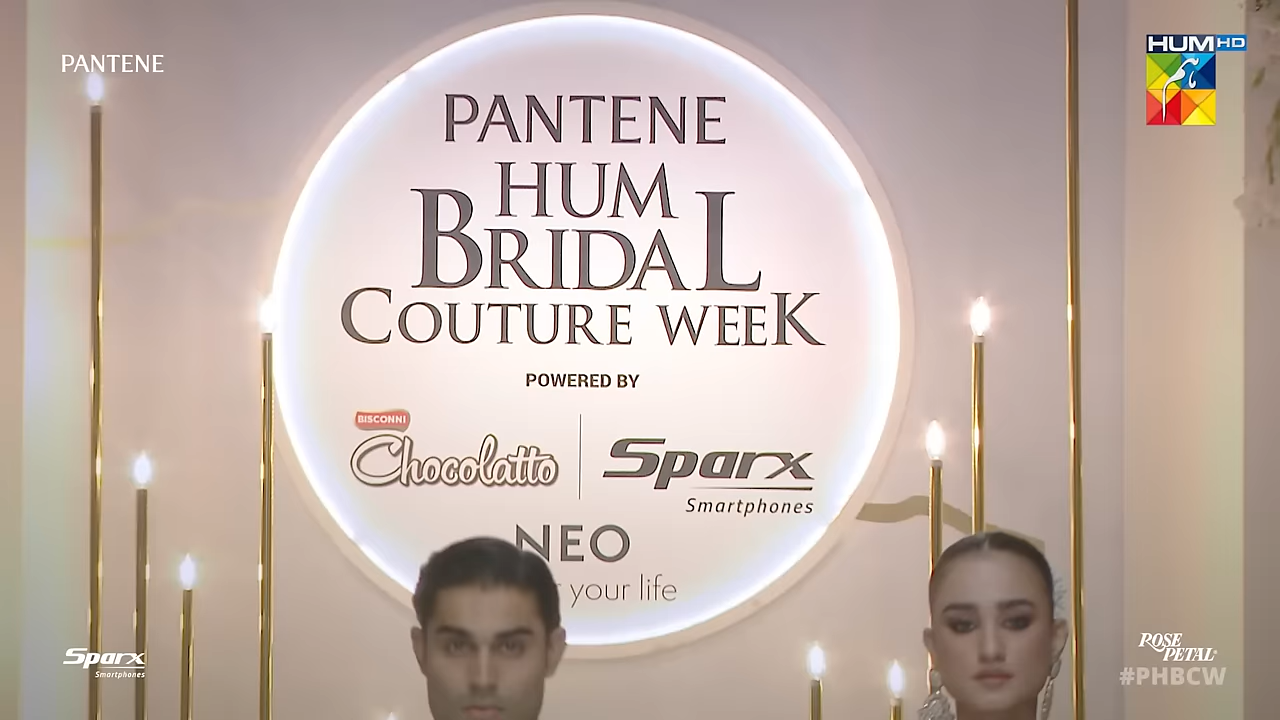 PANTENE
HUM HD
ہم
PANTENE
HUM
BRIDAL
COUTURE WEEK
POWERED BY
BISCONNI
Chocolatto
Sparx
Smartphones
NEO
your life
Sparx
Smartphones
ROSE
PETAL
#PHBCW